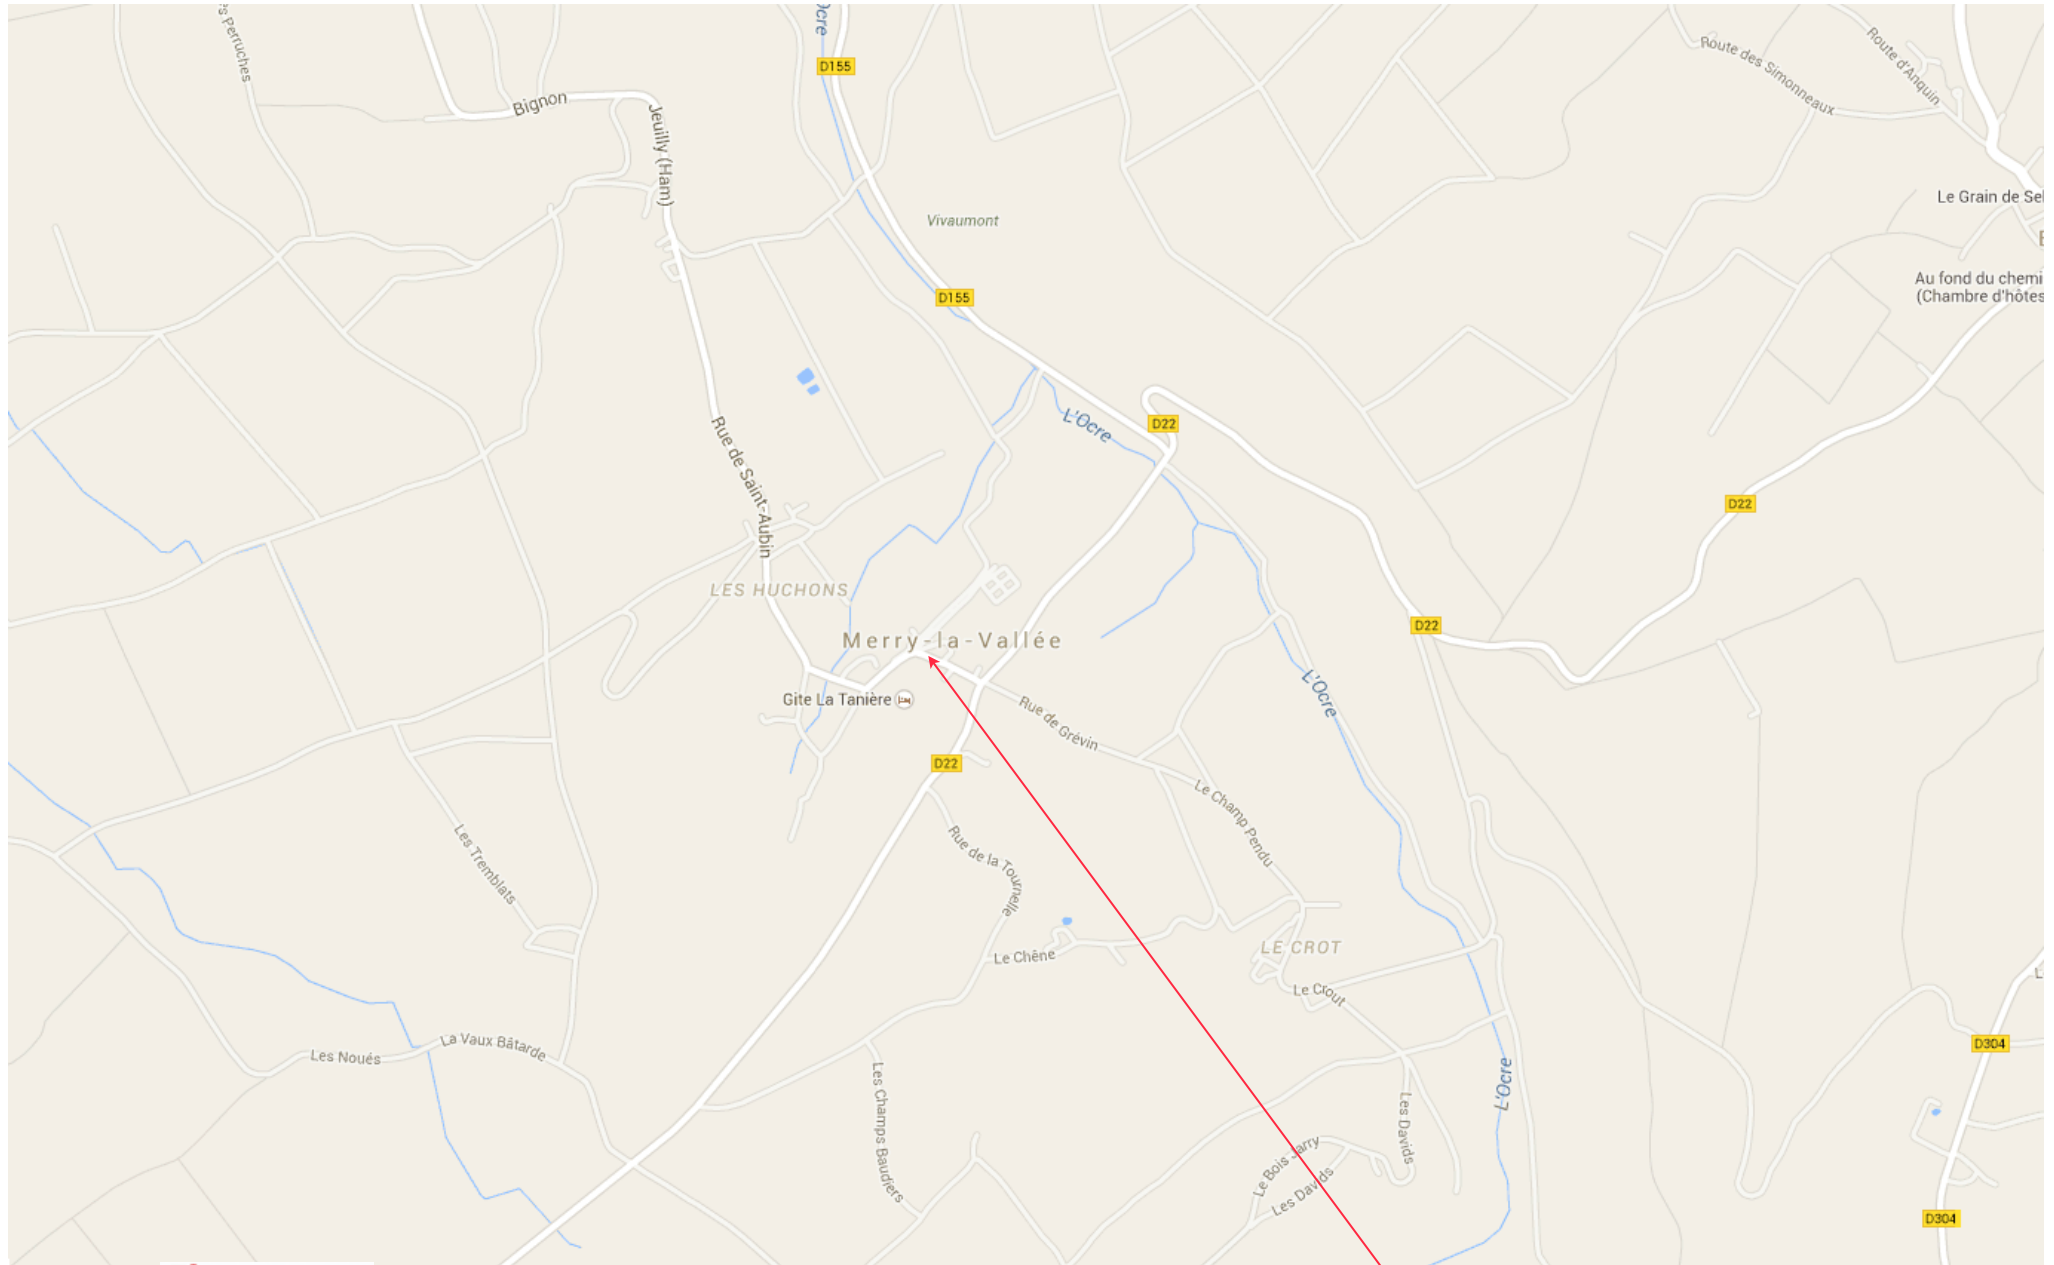 Ocre
D155
Route des Simonneaux
Route d'Anquin
Perruches
Bignon
Jeuilly (Ham)
Le Grain de Sel
Vivaumont
Au fond du chemi
(Chambre d'hôtes
D155
L'Ocre
D22
Rue de Saint-Aubin
D22
LES HUCHONS
D22
Merry-la-Vallée
Gite La Tanière
L'Ocre
Rue de Grévin
D22
Le Champ Pendu
Les Tremblats
Rue de la Tournelle
LE CROT
Le Chêne
Le Crout
La Vaux Bâtarde
Les Noués
D304
L'Ocre
Les Champs Baudiers
Les Davids
Le Bois Jarry
Les Davids
D304